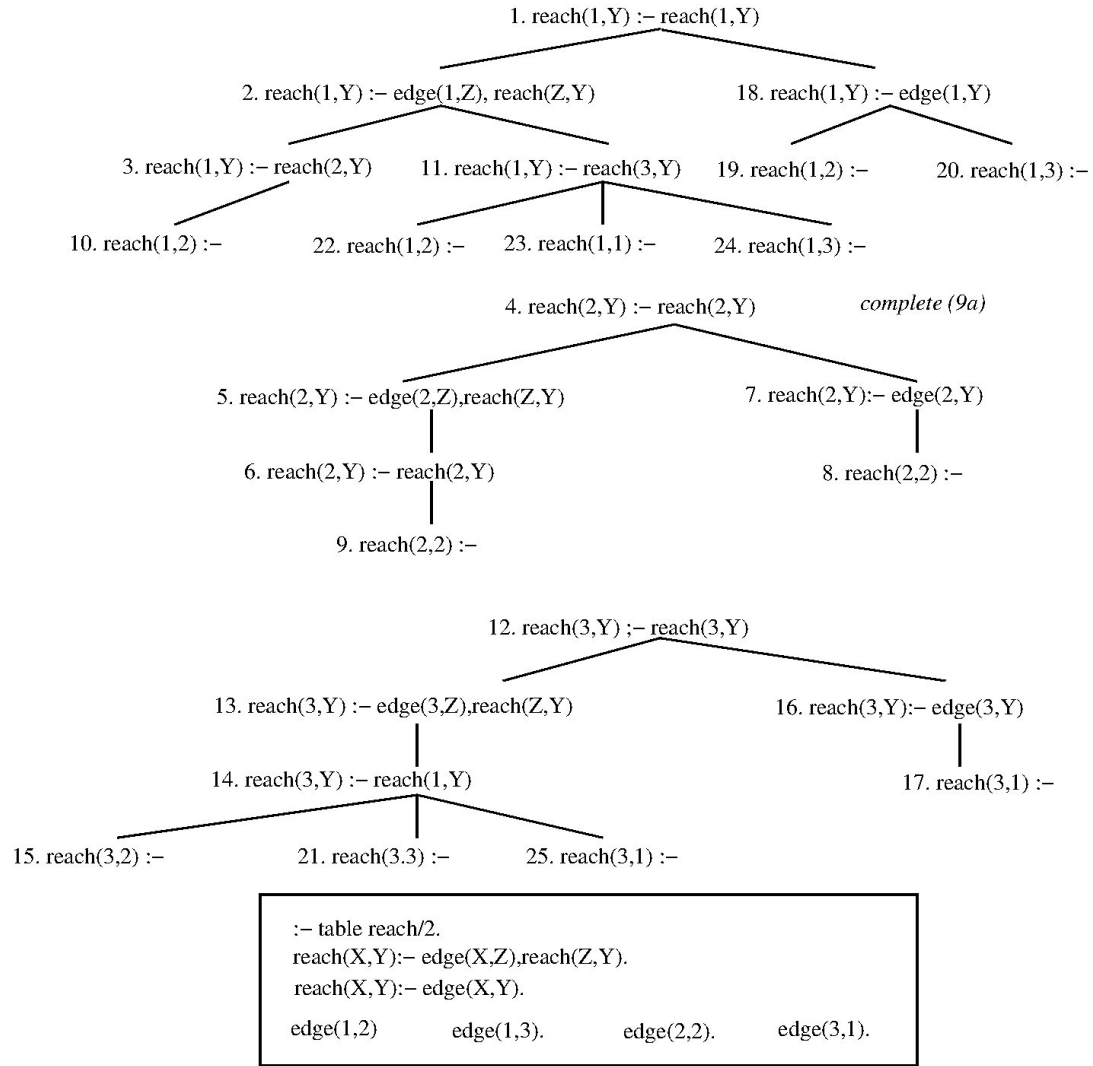 1. reach(1,Y) :− reach(1,Y)
2. reach(1,Y) :− edge(1,Z), reach(Z,Y)
18. reach(1,Y) :− edge(1,Y)
3. reach(1,Y) :− reach(2,Y)
11. reach(1,Y) :− reach(3,Y)
19. reach(1,2) :−
20. reach(1,3) :−
10. reach(1,2) :−
22. reach(1,2) :−
23. reach(1,1) :−
24. reach(1,3) :−
4. reach(2,Y) :− reach(2,Y)
complete (9a)
5. reach(2,Y) :− edge(2,Z),reach(Z,Y)
7. reach(2,Y):− edge(2,Y)
6. reach(2,Y) :− reach(2,Y)
8. reach(2,2) :−
9. reach(2,2) :−
12. reach(3,Y) ;− reach(3,Y)
13. reach(3,Y) :− edge(3,Z),reach(Z,Y)
16. reach(3,Y):− edge(3,Y)
14. reach(3,Y) :− reach(1,Y)
17. reach(3,1) :−
15. reach(3,2) :−
21. reach(3.3) :−
25. reach(3,1) :−
:− table reach/2.
reach(X,Y):− edge(X,Z),reach(Z,Y).
reach(X,Y):− edge(X,Y).
edge(1,2)
edge(1,3).
edge(2,2).
edge(3,1).